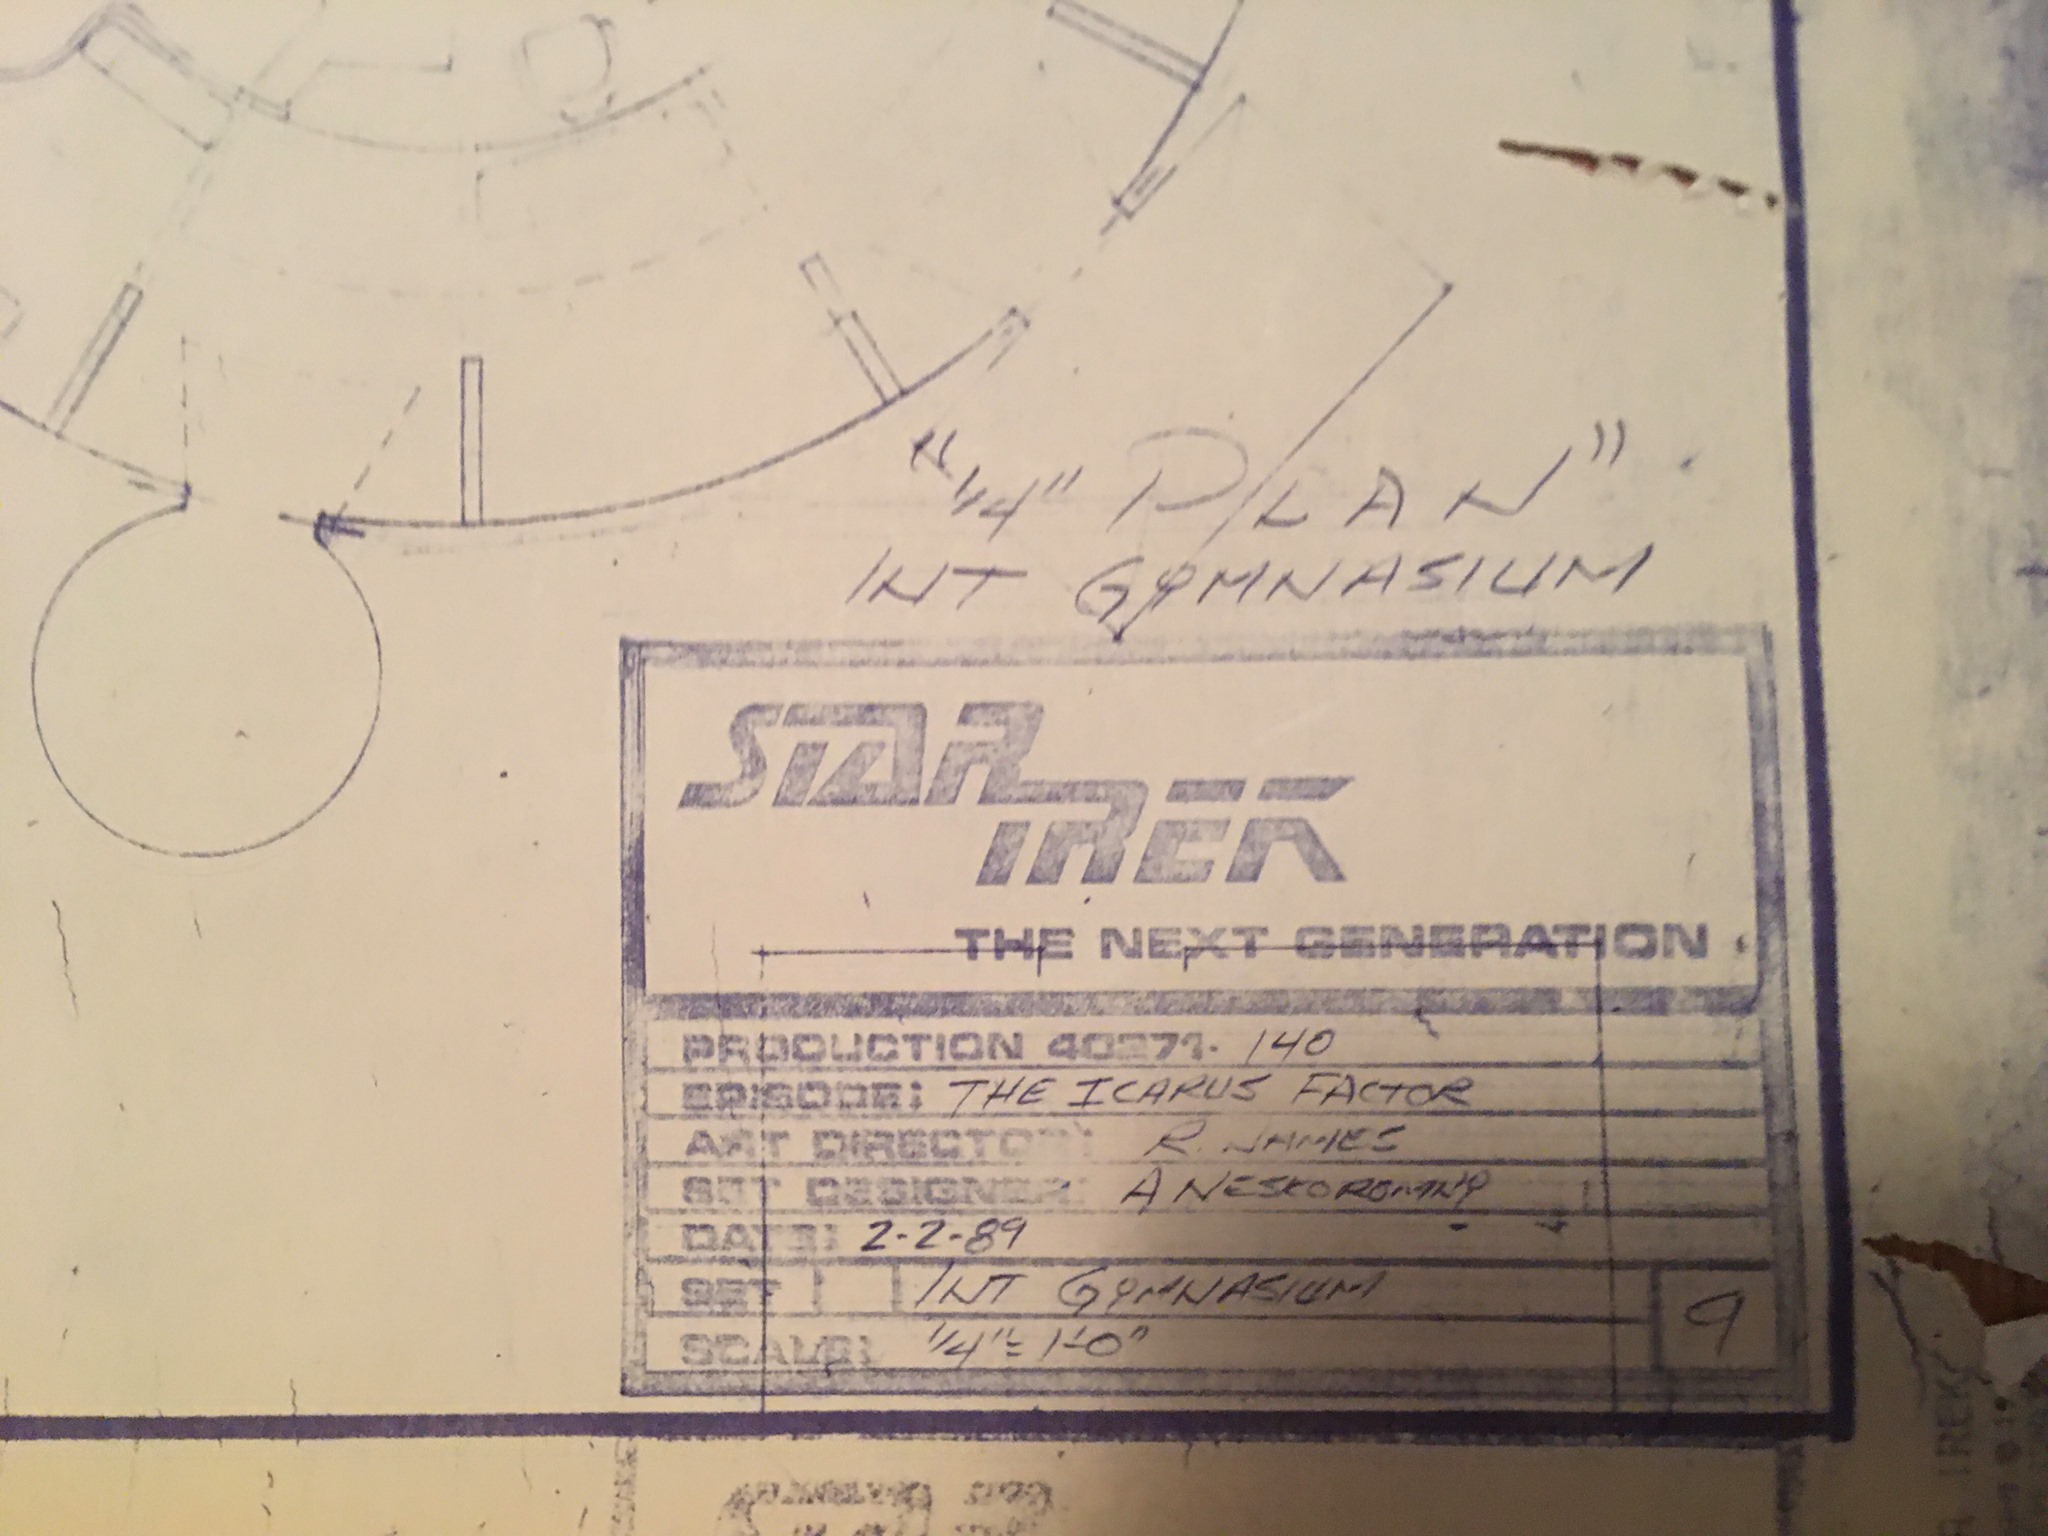 "1/4" PLAN"
INT GYMNASIUM
STAR
TREK
THE NEXT GENERATION
PRODUCTION 40271- 140
EPISODE: THE ICARUS FACTOR
ART DIRECTOR: R. JAMES
SET DESIGNER: A NESKOROMNY
DATE: 2-2-89
SET INT GYMNASIUM
9
SCALE: 1/4"=1'-0"
TREK